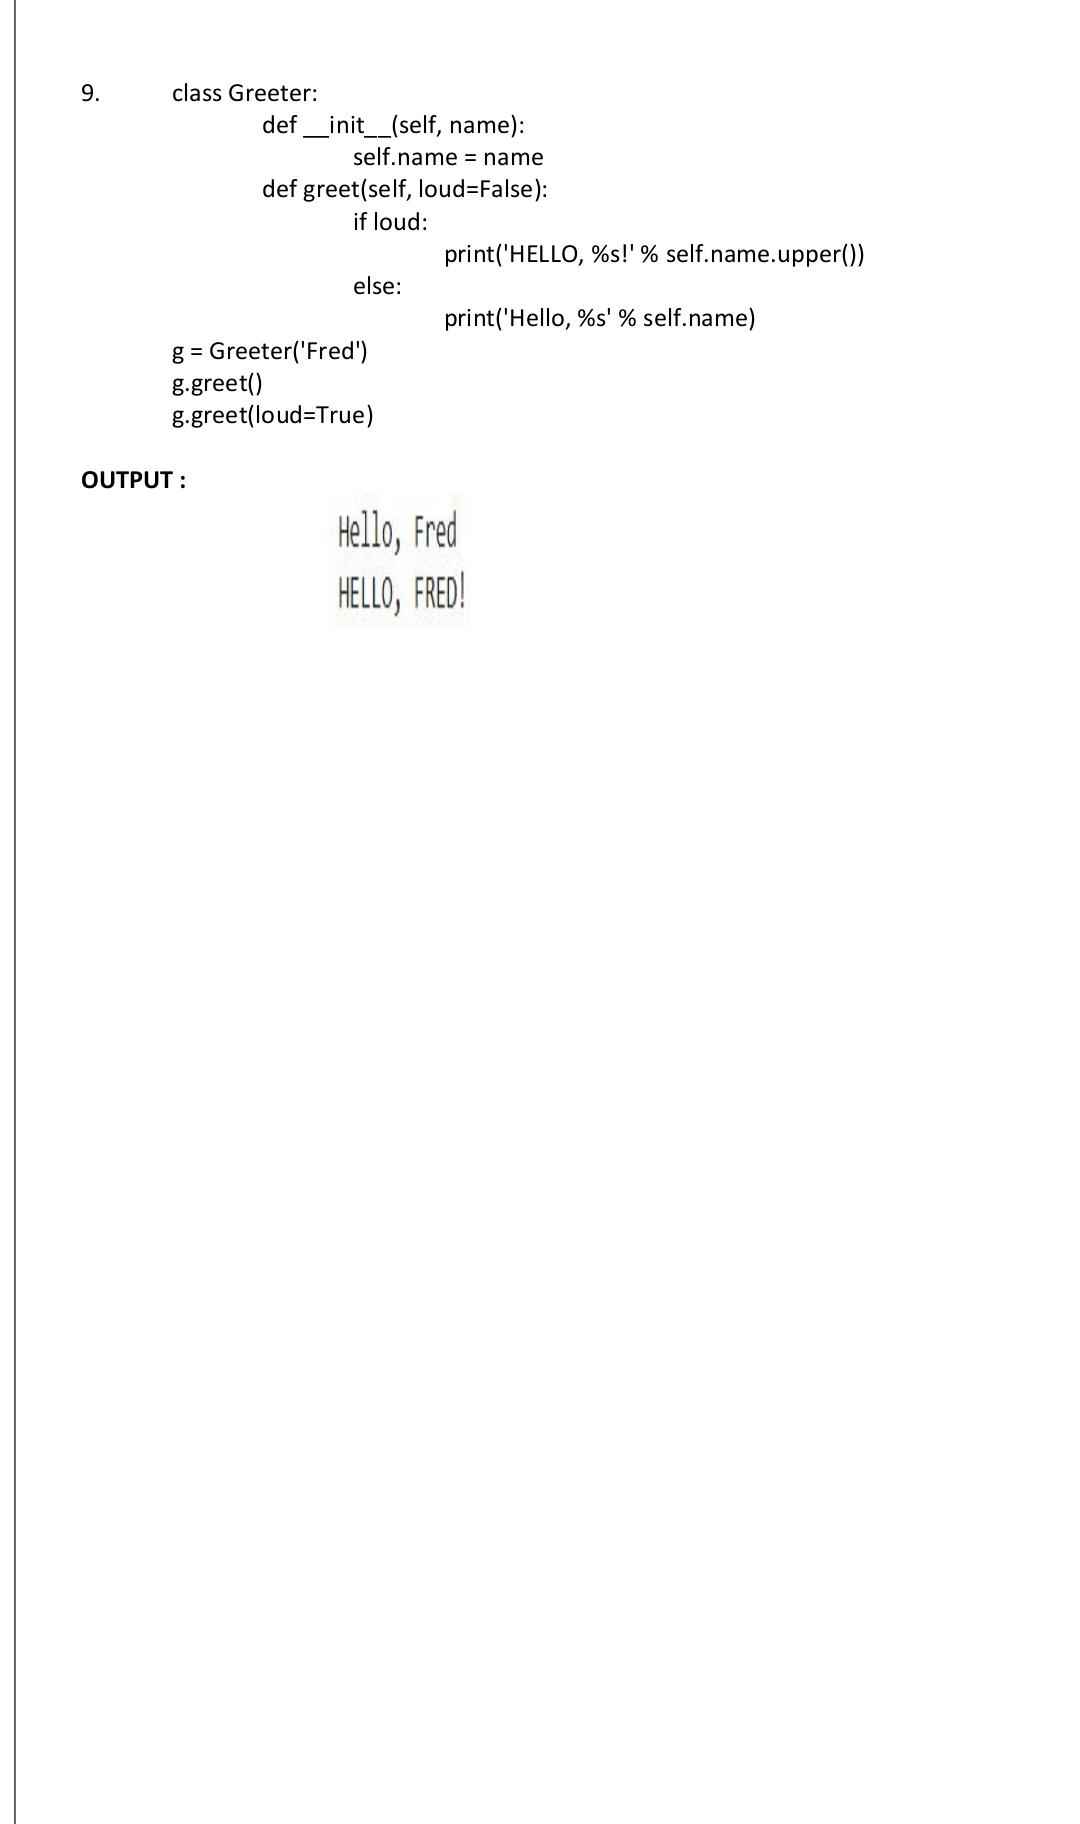 9. class Greeter:
def __init__(self, name):
self.name = name
def greet(self, loud=False):
if loud:
print('HELLO, %s!' % self.name.upper())
else:
print('Hello, %s' % self.name)
g = Greeter('Fred')
g.greet()
g.greet(loud=True)
OUTPUT :
Hello, Fred
HELLO, FRED!